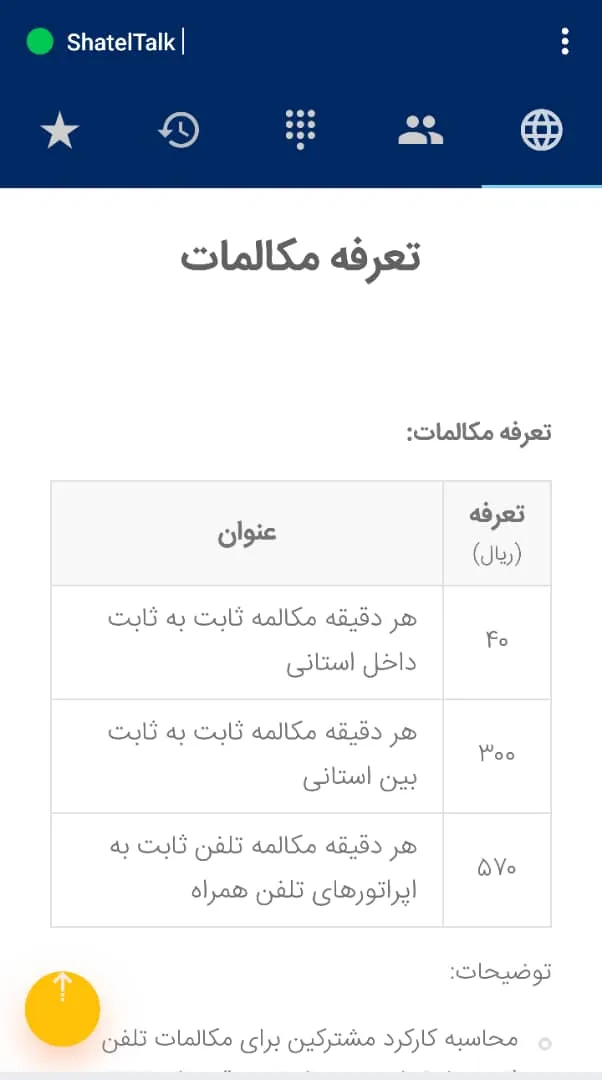 ShatelTalk
تعرفه مکالمات
تعرفه مکالمات:
تعرفه
(ریال)
عنوان
۴۰
هر دقیقه مکالمه ثابت به ثابت
داخل استانی
۳۰۰
هر دقیقه مکالمه ثابت به ثابت
بین استانی
۵۷۰
هر دقیقه مکالمه تلفن ثابت به
اپراتورهای تلفن همراه
توضیحات:
محاسبه کارکرد مشترکین برای مکالمات تلفن